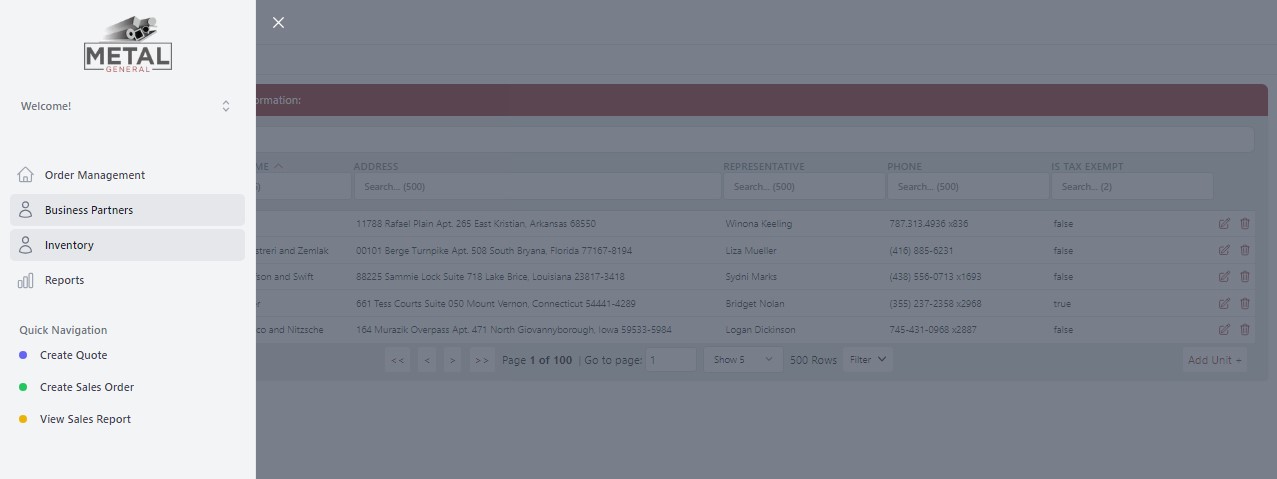 METAL
GENERAL
Welcome!
Order Management
Business Partners
Inventory
Reports
Quick Navigation
Create Quote
Create Sales Order
View Sales Report
ormation:
ME ADDRESS REPRESENTATIVE PHONE IS TAX EXEMPT
Search... (500) Search... (500) Search... (500) Search... (2)
11788 Rafael Plain Apt. 265 East Kristian, Arkansas 68550 Winona Keeling 787.313.4936 x836 false
streri and Zemlak 00101 Berge Turnpike Apt. 508 South Bryana, Florida 77167-8194 Liza Mueller (416) 885-6231 false
son and Swift 88225 Sammie Lock Suite 718 Lake Brice, Louisiana 23817-3418 Sydni Marks (438) 556-0713 x1693 false
r 661 Tess Courts Suite 050 Mount Vernon, Connecticut 54441-4289 Bridget Nolan (355) 237-2358 x2968 true
co and Nitzsche 164 Murazik Overpass Apt. 471 North Giovannyborough, Iowa 59533-5984 Logan Dickinson 745-431-0968 x2887 false
<< < > >> Page 1 of 100 | Go to page: 1 Show 5 500 Rows Filter Add Unit +